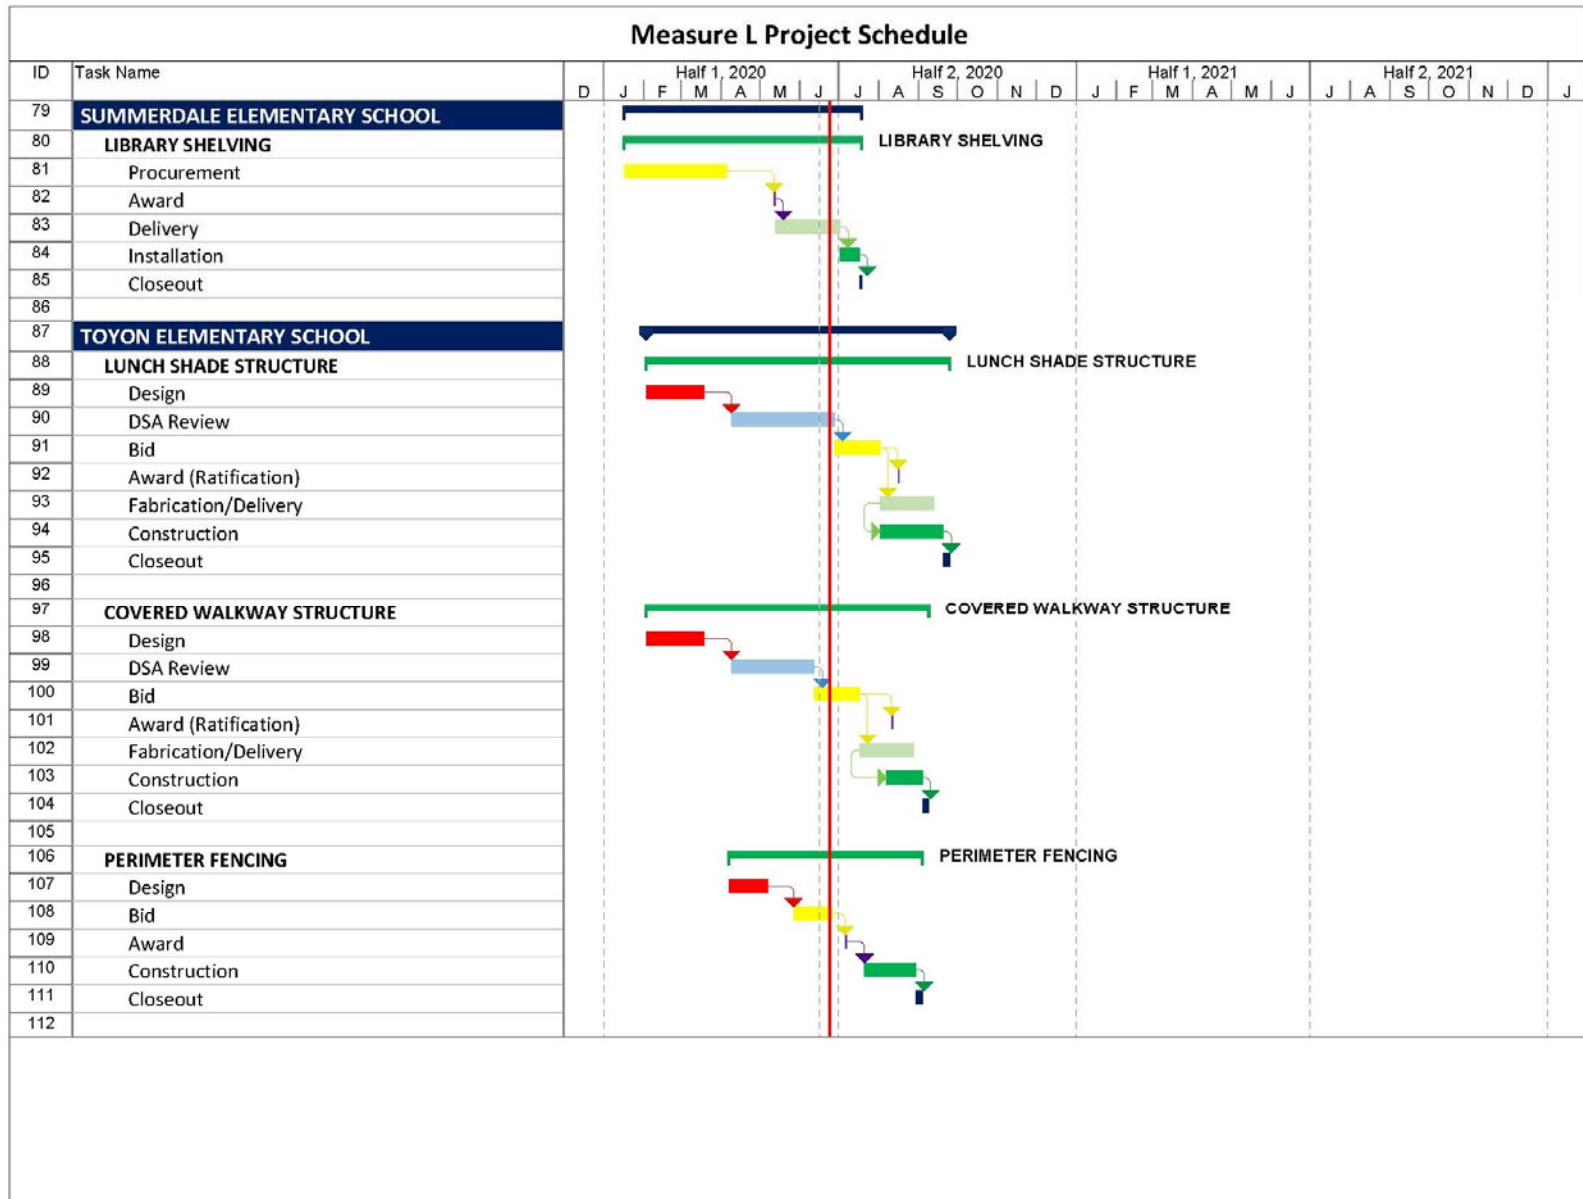 Measure L Project Schedule
ID Task Name Half 1, 2020 Half 2, 2020 Half 1, 2021 Half 2, 2021
D J F M A M J J A S O N D J F M A M J J A S O N D J
79 SUMMERDALE ELEMENTARY SCHOOL
80 LIBRARY SHELVING LIBRARY SHELVING
81 Procurement
82 Award
83 Delivery
84 Installation
85 Closeout
86
87 TOYON ELEMENTARY SCHOOL
88 LUNCH SHADE STRUCTURE LUNCH SHADE STRUCTURE
89 Design
90 DSA Review
91 Bid
92 Award (Ratification)
93 Fabrication/Delivery
94 Construction
95 Closeout
96
97 COVERED WALKWAY STRUCTURE COVERED WALKWAY STRUCTURE
98 Design
99 DSA Review
100 Bid
101 Award (Ratification)
102 Fabrication/Delivery
103 Construction
104 Closeout
105
106 PERIMETER FENCING PERIMETER FENCING
107 Design
108 Bid
109 Award
110 Construction
111 Closeout
112